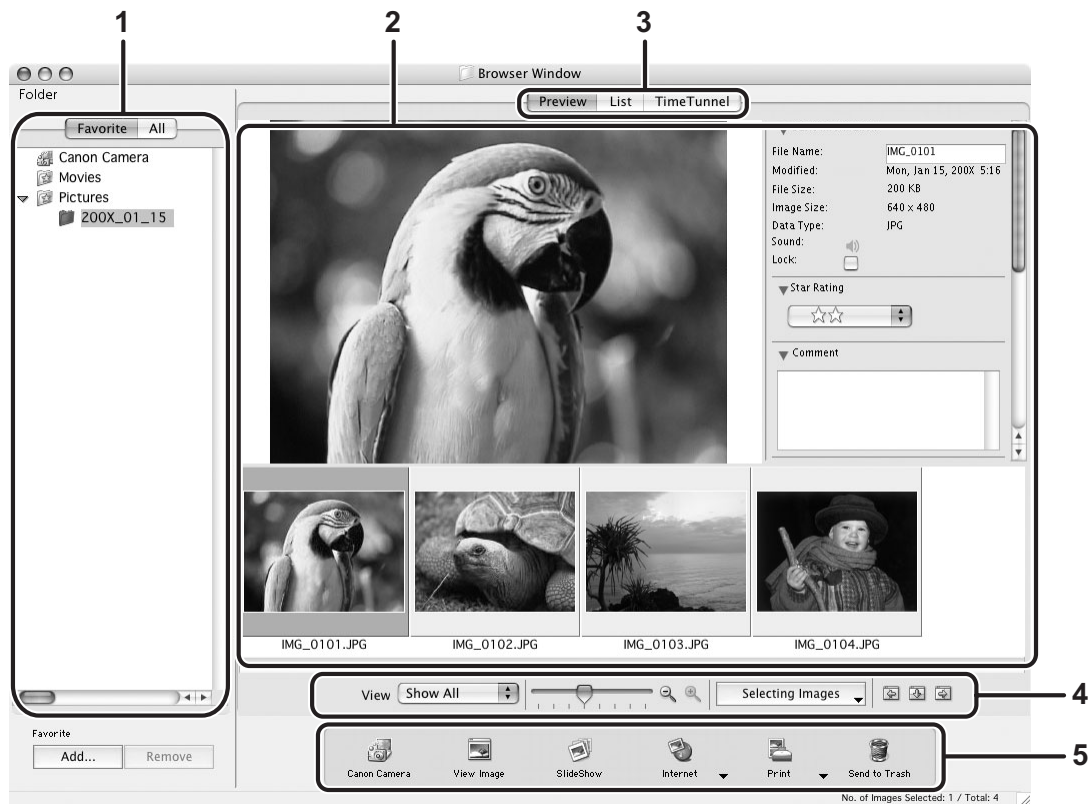 1
2
3
Browser Window
Folder
Preview List TimeTunnel
Favorite All
Canon Camera
Movies
Pictures
200X_01_15
File Name: IMG_0101
Modified: Mon, Jan 15, 200X 5:16
File Size: 200 KB
Image Size: 640 x 480
Data Type: JPG
Sound:
Lock:
Star Rating
Comment
IMG_0101.JPG IMG_0102.JPG IMG_0103.JPG IMG_0104.JPG
View Show All Selecting Images
4
Favorite
Add... Remove
Canon Camera View Image SlideShow Internet Print Send to Trash
5
No. of Images Selected: 1 / Total: 4